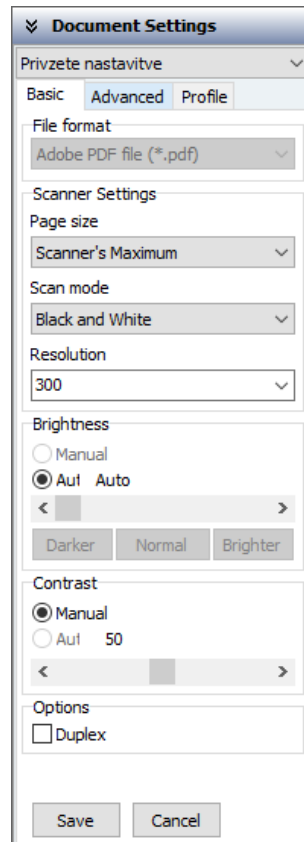 Document Settings
Privzete nastavitve
Basic Advanced Profile
File format
Adobe PDF file (*.pdf)
Scanner Settings
Page size
Scanner's Maximum
Scan mode
Black and White
Resolution
300
Brightness
Manual
Aut Auto
Darker Normal Brighter
Contrast
Manual
Aut 50
Options
Duplex
Save Cancel